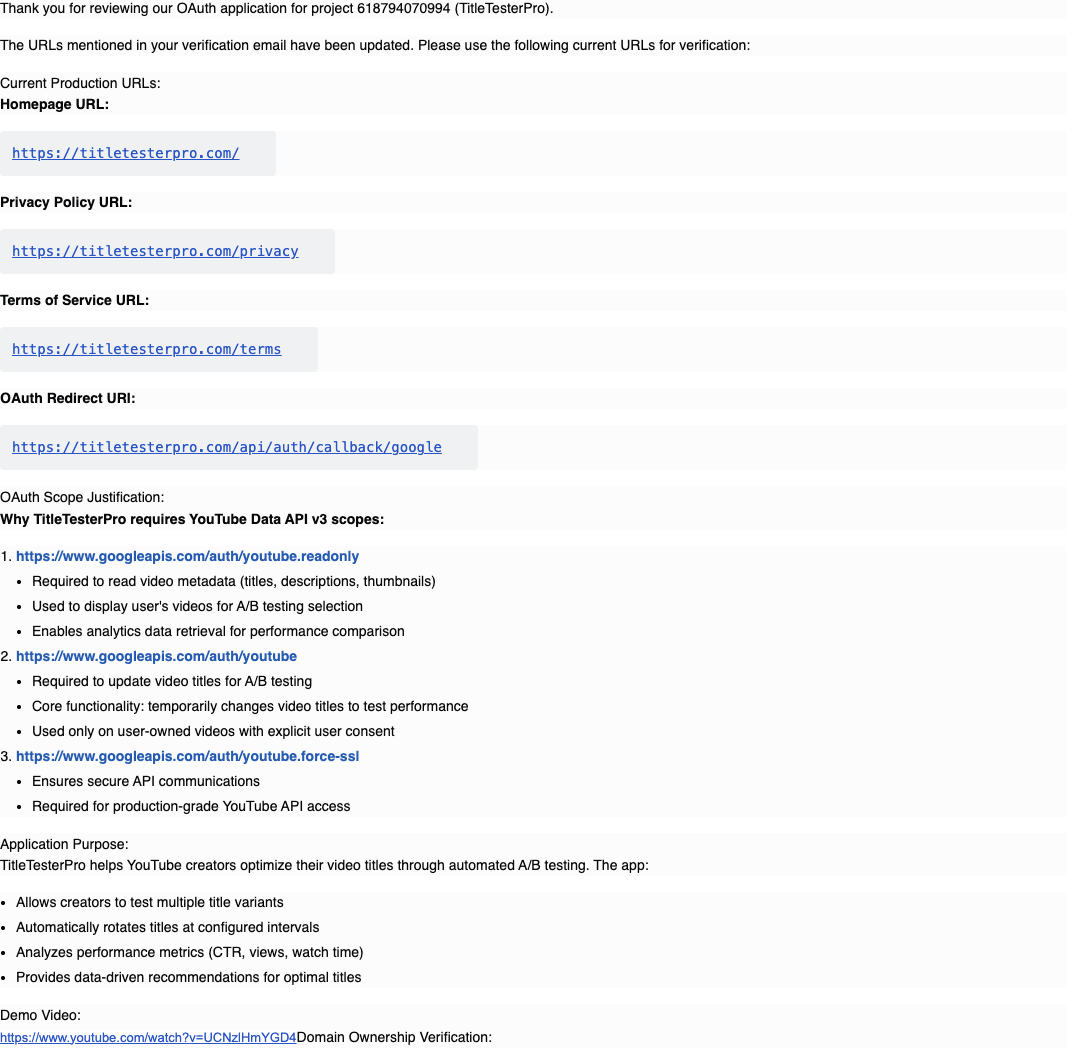 Thank you for reviewing our OAuth application for project 618794070994 (TitleTesterPro).
The URLs mentioned in your verification email have been updated. Please use the following current URLs for verification:
Current Production URLs:
Homepage URL:
https://titletesterpro.com/
Privacy Policy URL:
https://titletesterpro.com/privacy
Terms of Service URL:
https://titletesterpro.com/terms
OAuth Redirect URI:
https://titletesterpro.com/api/auth/callback/google
OAuth Scope Justification:
Why TitleTesterPro requires YouTube Data API v3 scopes:
1. https://www.googleapis.com/auth/youtube.readonly
• Required to read video metadata (titles, descriptions, thumbnails)
• Used to display user's videos for A/B testing selection
• Enables analytics data retrieval for performance comparison
2. https://www.googleapis.com/auth/youtube
• Required to update video titles for A/B testing
• Core functionality: temporarily changes video titles to test performance
• Used only on user-owned videos with explicit user consent
3. https://www.googleapis.com/auth/youtube.force-ssl
• Ensures secure API communications
• Required for production-grade YouTube API access
Application Purpose:
TitleTesterPro helps YouTube creators optimize their video titles through automated A/B testing. The app:
• Allows creators to test multiple title variants
• Automatically rotates titles at configured intervals
• Analyzes performance metrics (CTR, views, watch time)
• Provides data-driven recommendations for optimal titles
Demo Video:
https://www.youtube.com/watch?v=UCNzlHmYGD4Domain Ownership Verification: